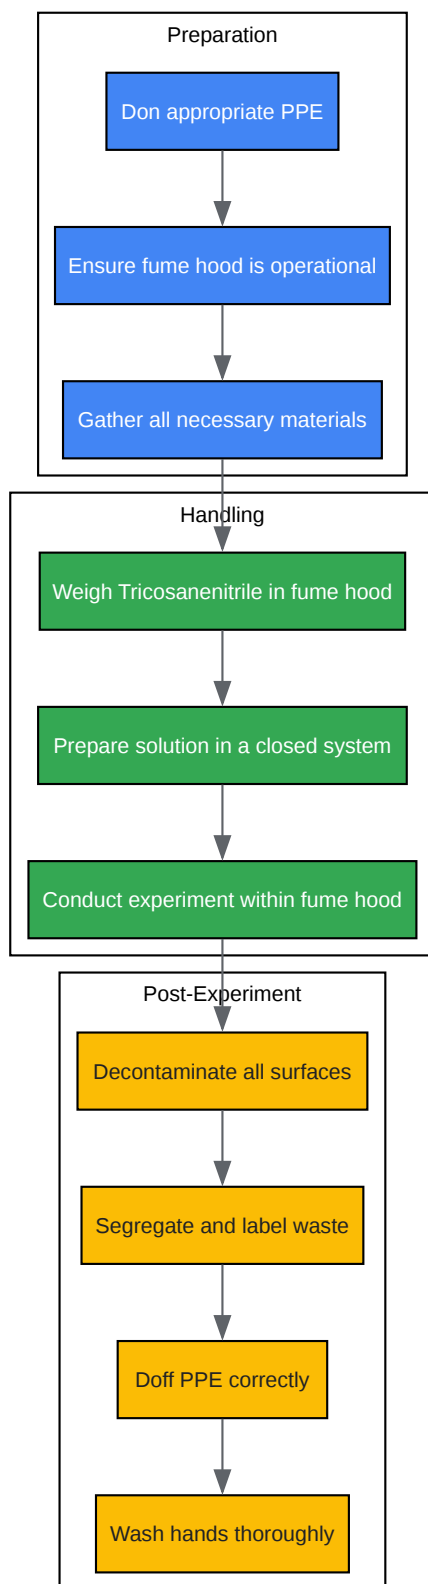 Preparation
Don appropriate PPE
Ensure fume hood is operational
Gather all necessary materials
Handling
Weigh Tricosanenitrile in fume hood
Prepare solution in a closed system
Conduct experiment within fume hood
Post-Experiment
Decontaminate all surfaces
Segregate and label waste
Doff PPE correctly
Wash hands thoroughly